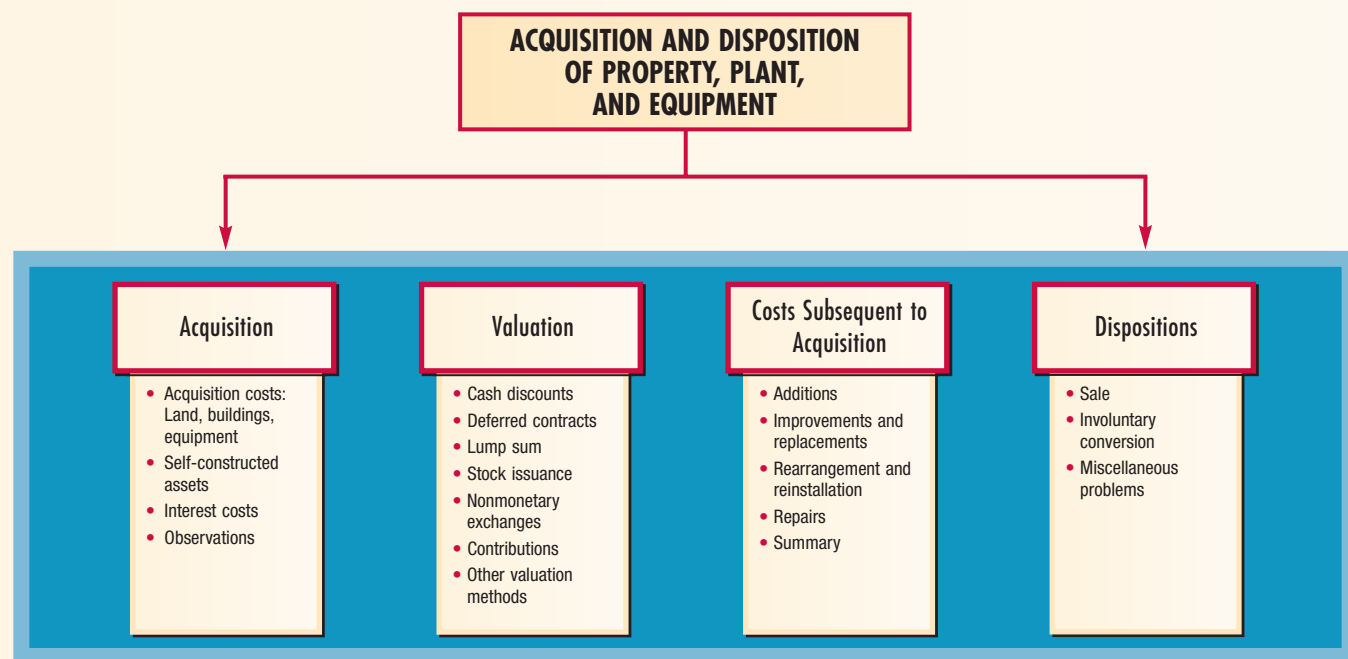 ACQUISITION AND DISPOSITION
OF PROPERTY, PLANT,
AND EQUIPMENT
Acquisition
• Acquisition costs:
Land, buildings,
equipment
• Self-constructed
assets
• Interest costs
• Observations
Valuation
• Cash discounts
• Deferred contracts
• Lump sum
• Stock issuance
• Nonmonetary
exchanges
• Contributions
• Other valuation
methods
Costs Subsequent to
Acquisition
• Additions
• Improvements and
replacements
• Rearrangement and
reinstallation
• Repairs
• Summary
Dispositions
• Sale
• Involuntary
conversion
• Miscellaneous
problems